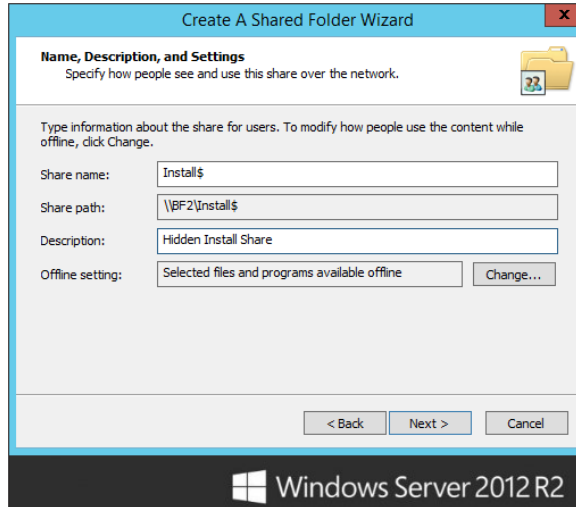 Create A Shared Folder Wizard
x
Name, Description, and Settings
Specify how people see and use this share over the network.
Type information about the share for users. To modify how people use the content while
offline, click Change.
Share name: Install$
Share path: \\BF2\Install$
Description: Hidden Install Share
Offline setting: Selected files and programs available offline Change...
< Back Next > Cancel
Windows Server 2012 R2